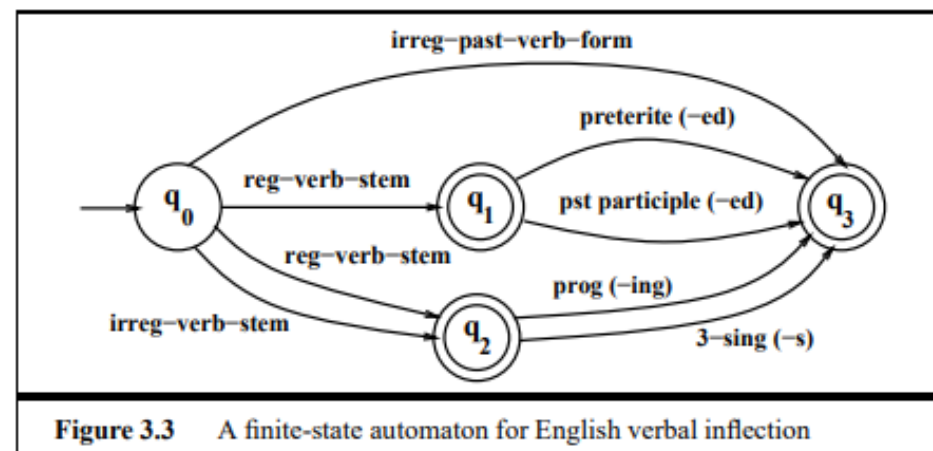 irreg−past−verb−form
preterite (−ed)
reg−verb−stem
q0
q1
pst participle (−ed)
q3
reg−verb−stem
prog (−ing)
irreg−verb−stem
q2
3−sing (−s)
Figure 3.3 A finite-state automaton for English verbal inflection